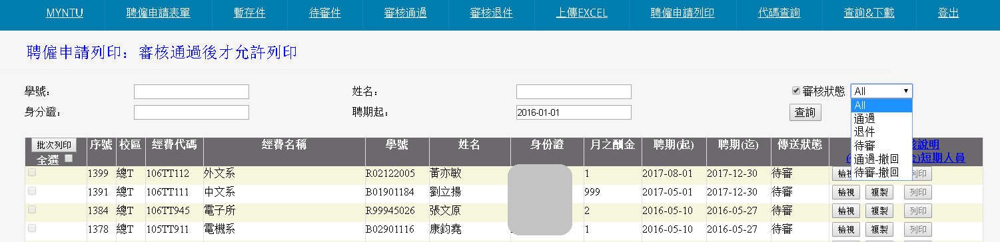 MYNTU 聘僱申請表單 暫存件 待審件 審核通過 審核退件 上傳EXCEL 聘僱申請列印 代碼查詢 查詢&下載 登出
聘僱申請列印：審核通過後才允許列印
學號： 姓名： 審核狀態 All
身分證： 聘期起： 2016-01-01 查詢
All
通過
退件
待審
通過-撤回
待審-撤回
批次列印 序號 校區 經費代碼 經費名稱 學號 姓名 身份證 月之酬金 聘期(起) 聘期(迄) 傳送狀態 說明
全選 )短期人員
1399 總T 106TT112 外文系 R02122005 黃亦敏 1 2017-08-01 2017-12-30 待審 檢視 列印
1391 總T 106TT111 中文系 B01901184 劉立揚 999 2017-05-01 2017-12-30 待審 檢視 複製 列印
1384 總T 106TT945 電子所 R99945026 張文原 2 2016-05-10 2016-05-27 待審 檢視 複製 列印
1378 總T 105TT911 電機系 B02901116 康鈞堯 1 2016-05-10 2016-05-27 待審 檢視 複製 列印